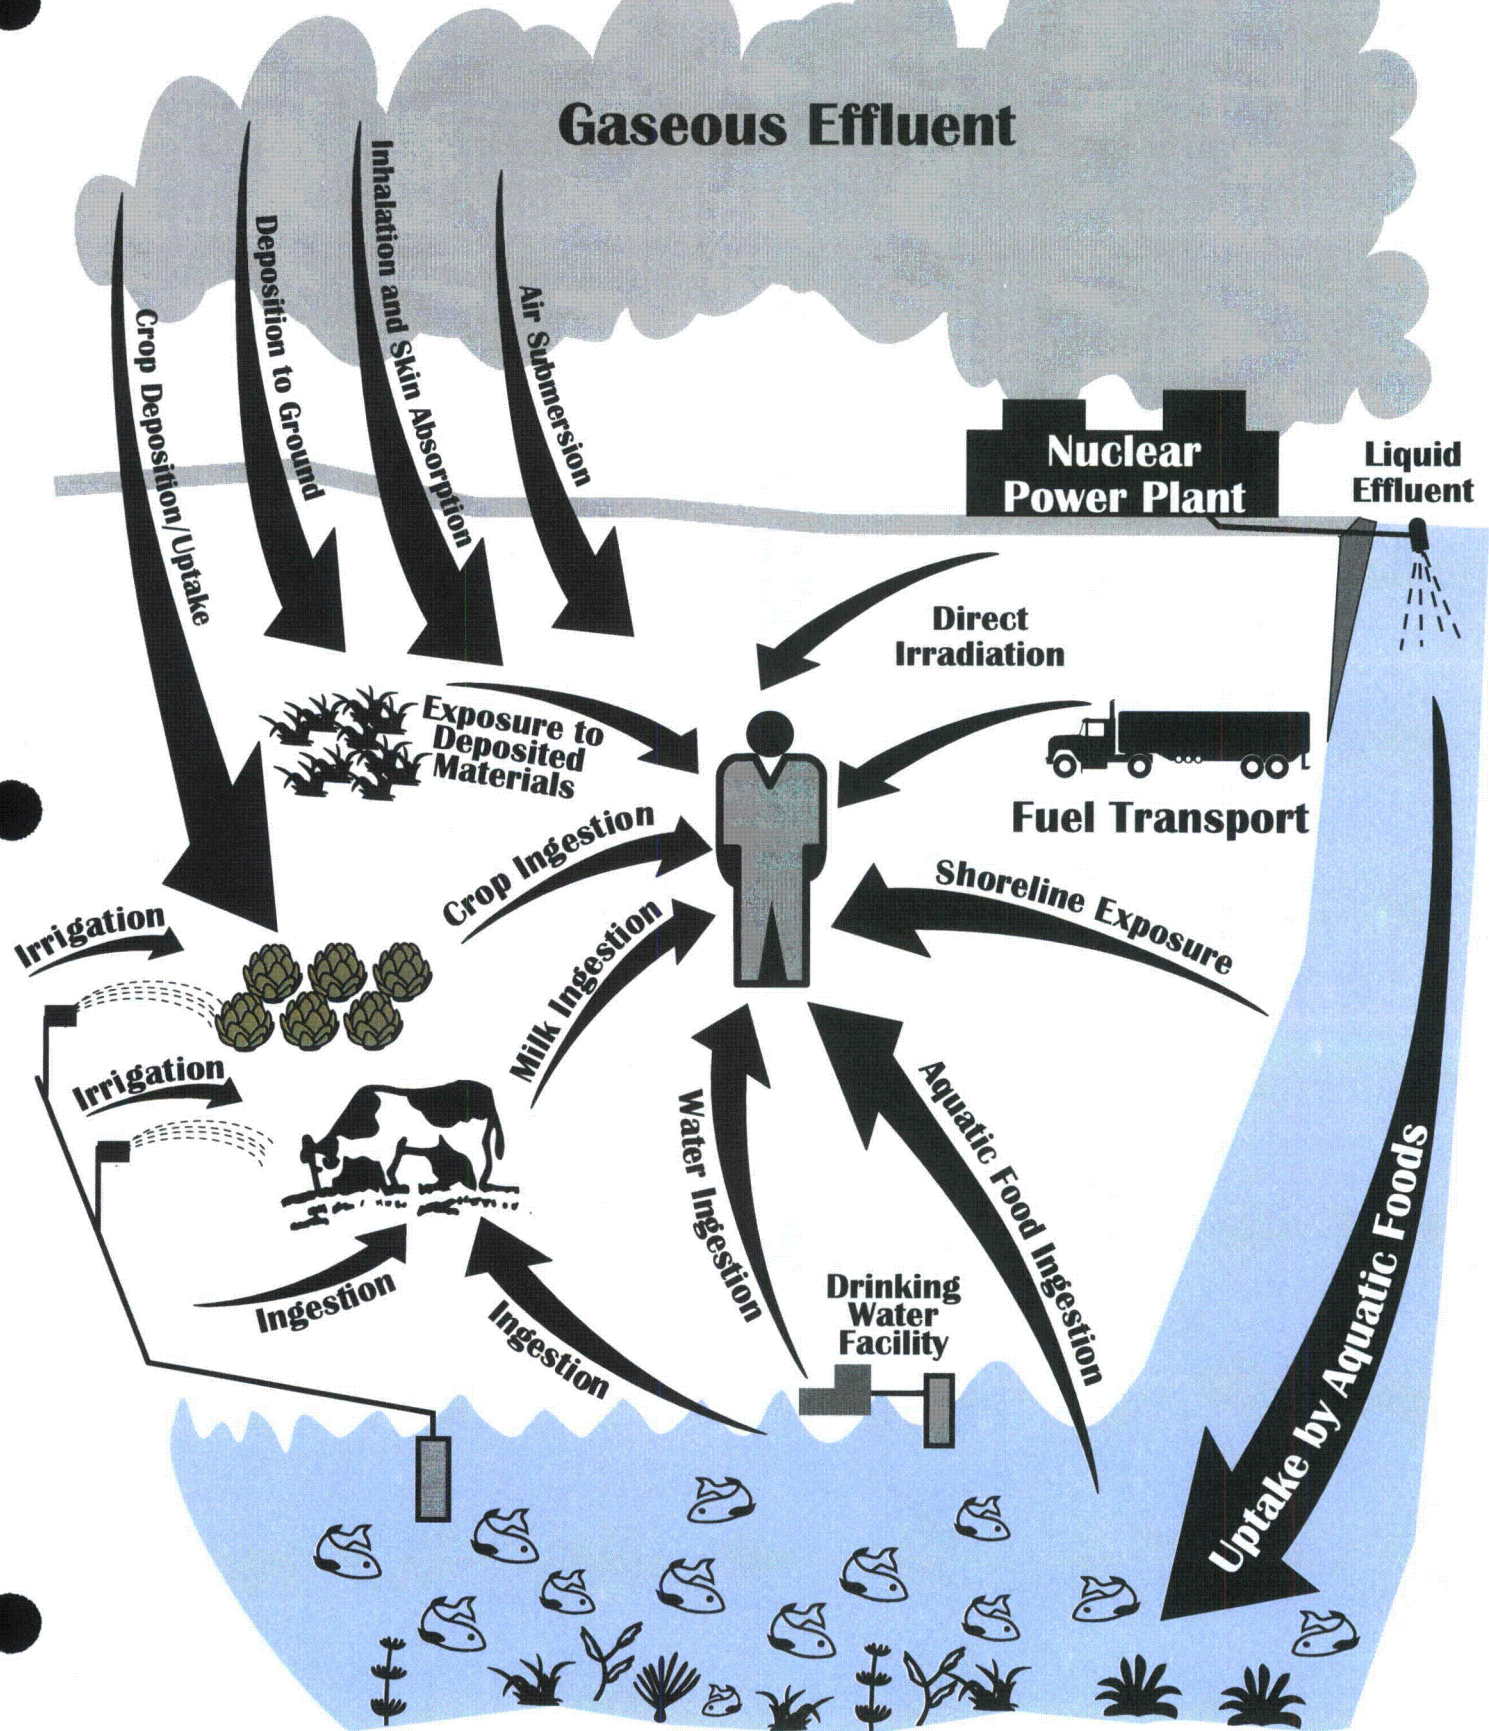 Gaseous Effluent
Inhalation and Skin Absorption
Deposition to Ground
Air Submersion
Crop Deposition/Uptake
Nuclear
Power Plant
Liquid
Effluent
Direct
Irradiation
Exposure to
Deposited
Materials
Fuel Transport
Crop Ingestion
Shoreline Exposure
Irrigation
Milk Ingestion
Irrigation
Water Ingestion
Aquatic Food Ingestion
Uptake by Aquatic Foods
Ingestion
Ingestion
Drinking
Water
Facility